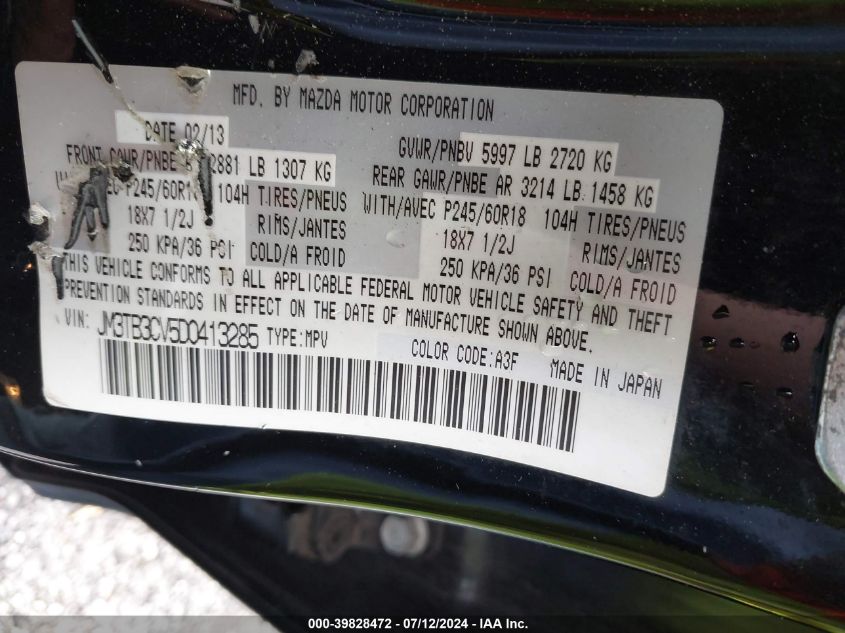 MFD. BY MAZDA MOTOR CORPORATION
DATE 02/13 GVWR/PNBV 5997 LB 2720 KG
FRONT GAWR/PNBE 2881 LB 1307 KG REAR GAWR/PNBE AR 3214 LB 1458 KG
P245/60R18 104H TIRES/PNEUS WITH/AVEC P245/60R18 104H TIRES/PNEUS
18X7 1/2J RIMS/JANTES 18X7 1/2J RIMS/JANTES
250 KPA/36 PSI COLD/A FROID 250 KPA/36 PSI COLD/A FROID
THIS VEHICLE CONFORMS TO ALL APPLICABLE FEDERAL MOTOR VEHICLE SAFETY AND THEFT
PREVENTION STANDARDS IN EFFECT ON THE DATE OF MANUFACTURE SHOWN ABOVE.
VIN: JM3TB3CV5D0413285 TYPE:MPV
COLOR CODE:A3F MADE IN JAPAN
000-39828472 - 07/12/2024 - IAA Inc.